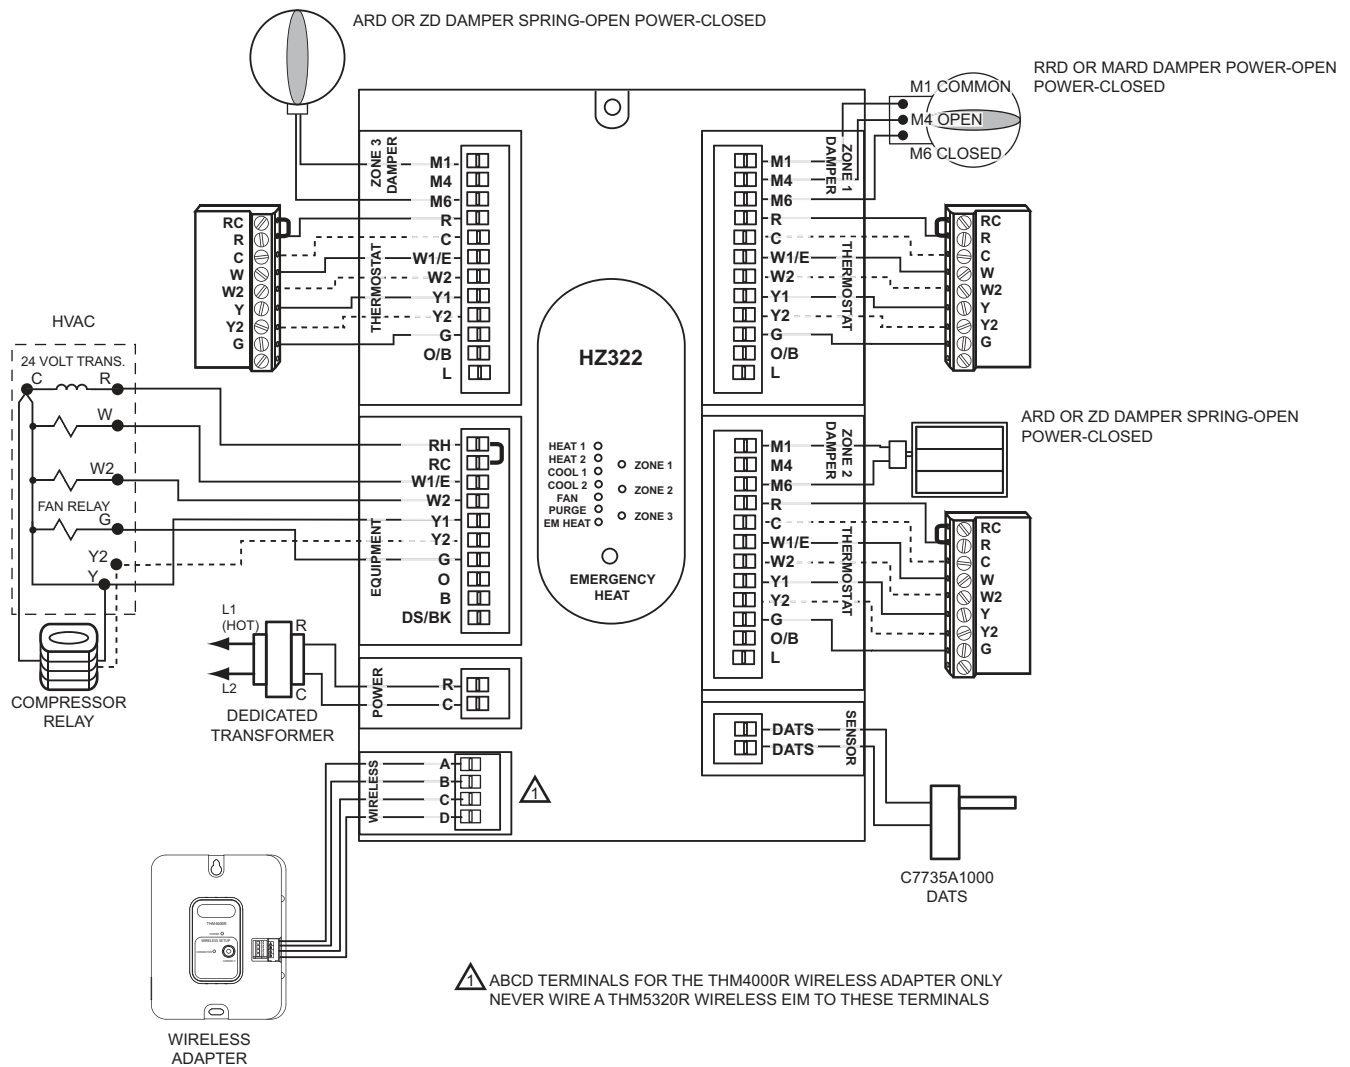 ARD OR ZD DAMPER SPRING-OPEN POWER-CLOSED
RRD OR MARD DAMPER POWER-OPEN
POWER-CLOSED
M1 COMMON
M4 OPEN
M6 CLOSED
ZONE 3
DAMPER
M1
M4
M6
R
C
W1/E
W2
Y1
Y2
G
O/B
L
THERMOSTAT
RC
R
C
W
W2
Y
Y2
G
ZONE 1
DAMPER
M1
M4
M6
R
C
W1/E
W2
Y1
Y2
G
O/B
L
THERMOSTAT
RC
R
C
W
W2
Y
Y2
G
HVAC
24 VOLT TRANS.
C
R
W
W2
FAN RELAY
G
Y2
Y
COMPRESSOR
RELAY
EQUIPMENT
RH
RC
W1/E
W2
Y1
Y2
G
O
B
DS/BK
HZ322
HEAT 1
HEAT 2
COOL 1
COOL 2
FAN
PURGE
EM HEAT
ZONE 1
ZONE 2
ZONE 3
EMERGENCY
HEAT
ARD OR ZD DAMPER SPRING-OPEN
POWER-CLOSED
ZONE 2
DAMPER
M1
M4
M6
R
C
W1/E
W2
Y1
Y2
G
O/B
L
THERMOSTAT
RC
R
C
W
W2
Y
Y2
G
L1
(HOT)
L2
R
C
DEDICATED
TRANSFORMER
POWER
R
C
SENSOR
DATS
DATS
C7735A1000
DATS
WIRELESS
A
B
C
D
1
THM4000R
WIRELESS SETUP
WIRELESS
ADAPTER
1
ABCD TERMINALS FOR THE THM4000R WIRELESS ADAPTER ONLY
NEVER WIRE A THM5320R WIRELESS EIM TO THESE TERMINALS